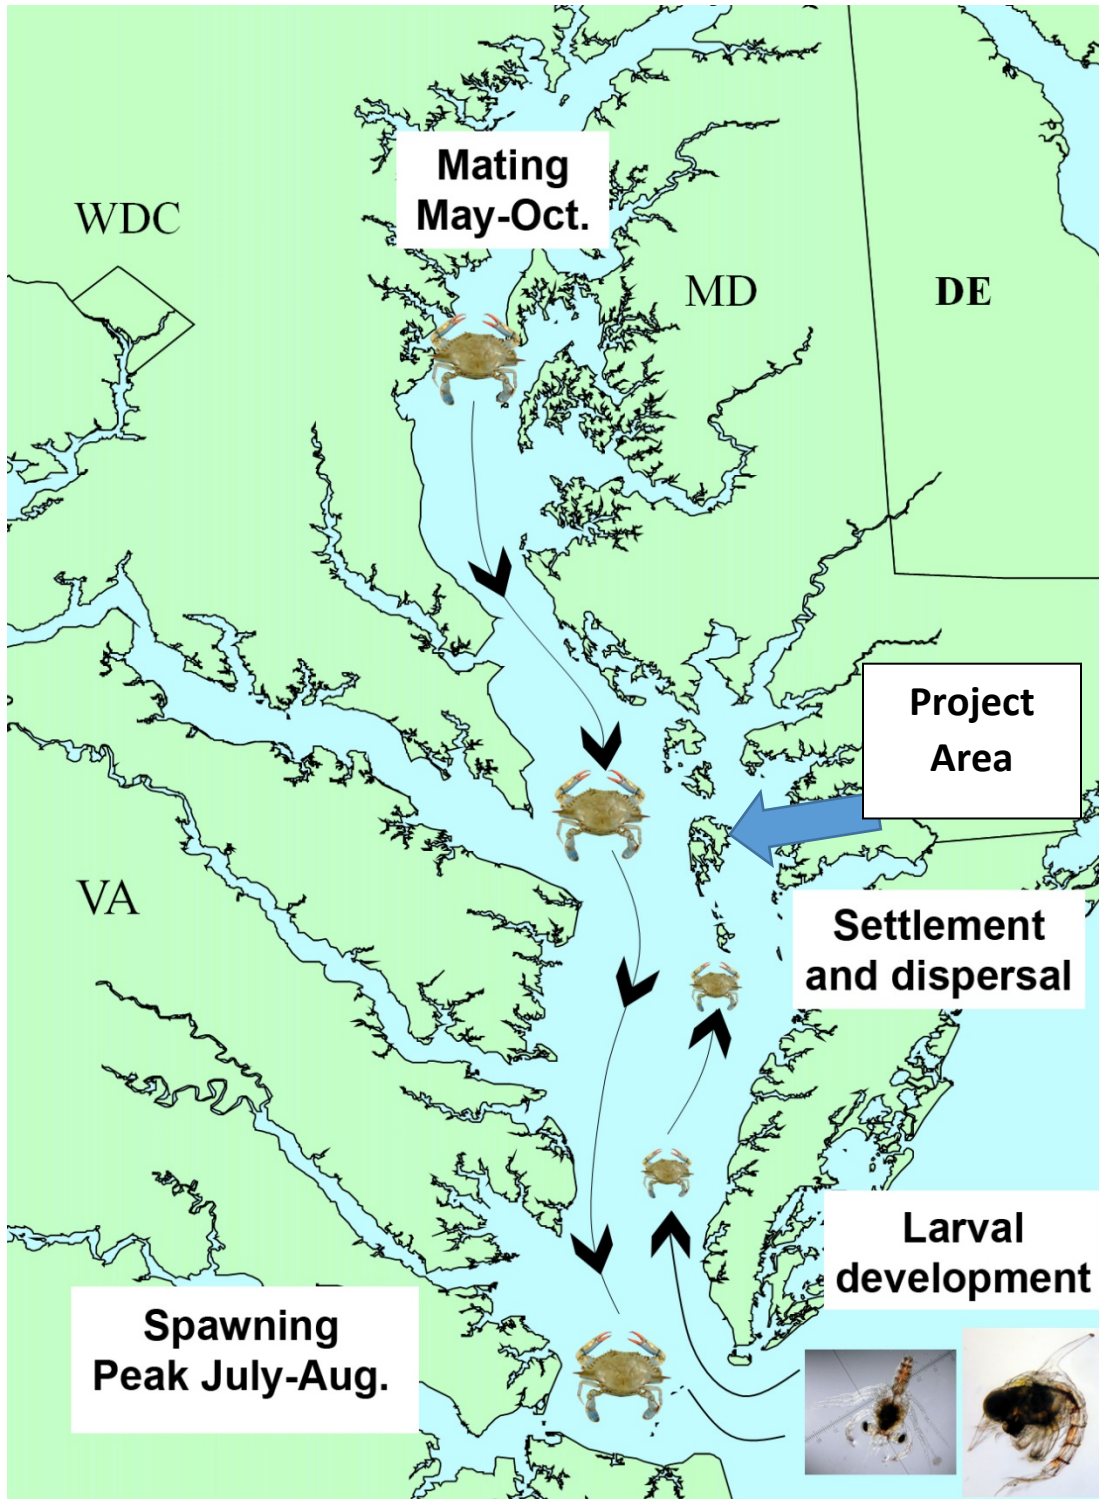 Mating
May-Oct.
WDC
MD
DE
Project
Area
VA
Settlement
and dispersal
Larval
development
Spawning
Peak July-Aug.